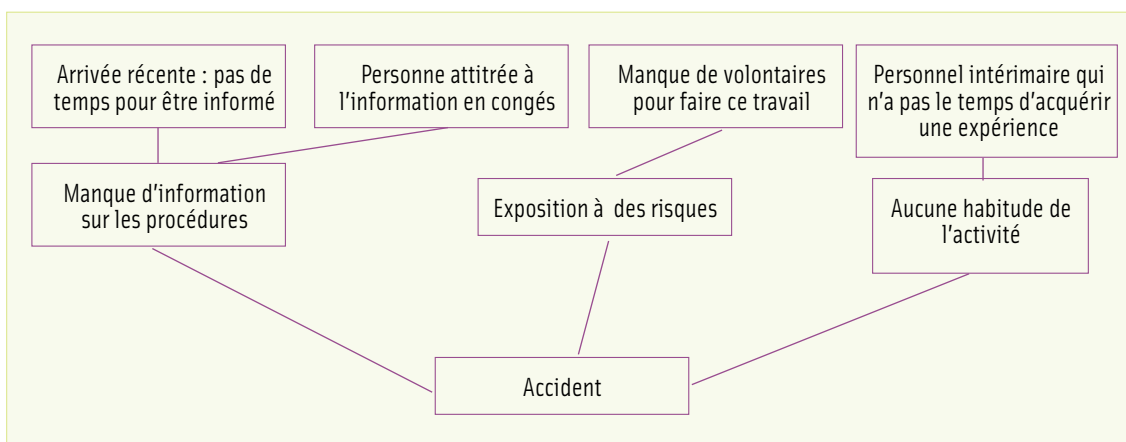 Arrivée récente : pas de
temps pour être informé
Personne attitrée à
l'information en congés
Manque de volontaires
pour faire ce travail
Personnel intérimaire qui
n'a pas le temps d'acquérir
une expérience
Manque d'information
sur les procédures
Exposition à des risques
Aucune habitude de
l'activité
Accident